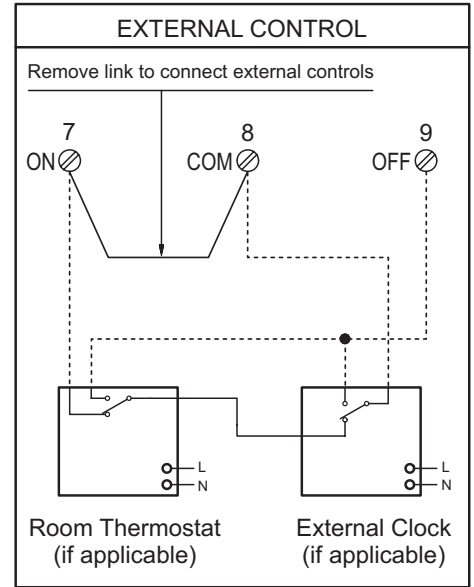 EXTERNAL CONTROL
Remove link to connect external controls
7 8 9
ON COM OFF
L L
N N
Room Thermostat External Clock
(if applicable) (if applicable)